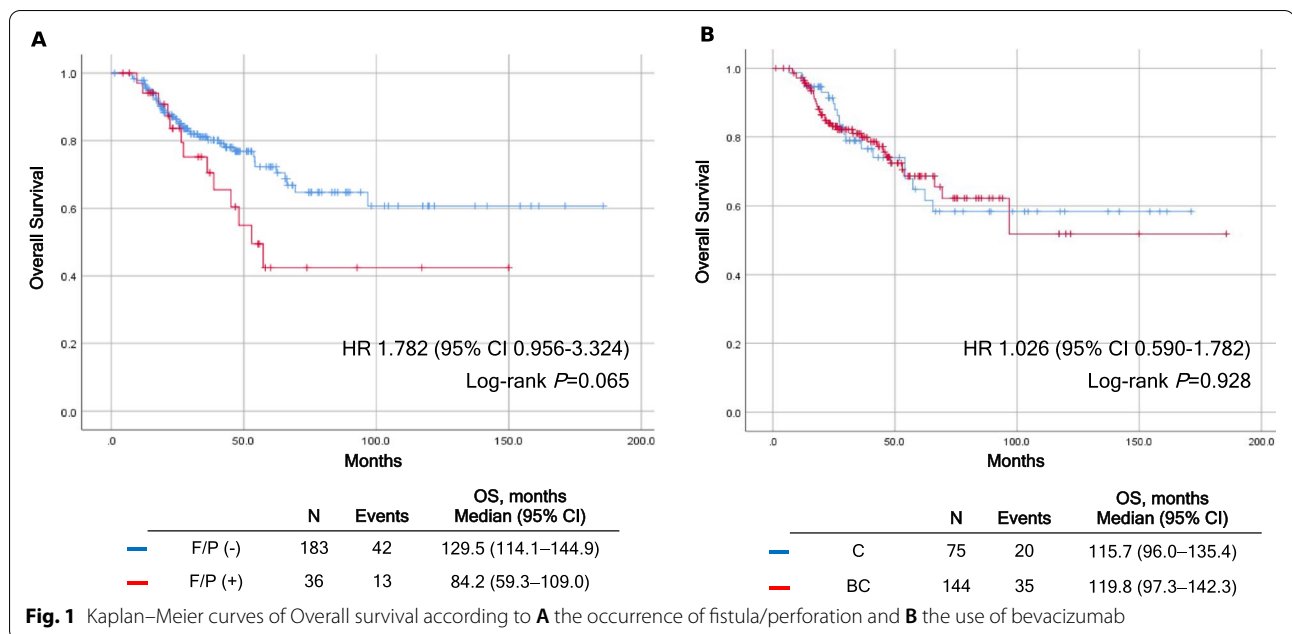 A
Overall Survival
1.0
0.8
0.6
0.4
0.2
0.0
.0 50.0 100.0 150.0 200.0
Months
HR 1.782 (95% CI 0.956-3.324)
Log-rank P=0.065
OS, months
N Events Median (95% CI)
F/P (-) 183 42 129.5 (114.1–144.9)
F/P (+) 36 13 84.2 (59.3–109.0)
B
Overall Survival
1.0
0.8
0.6
0.4
0.2
0.0
.0 50.0 100.0 150.0 200.0
Months
HR 1.026 (95% CI 0.590-1.782)
Log-rank P=0.928
OS, months
N Events Median (95% CI)
C 75 20 115.7 (96.0–135.4)
BC 144 35 119.8 (97.3–142.3)
Fig. 1 Kaplan–Meier curves of Overall survival according to A the occurrence of fistula/perforation and B the use of bevacizumab